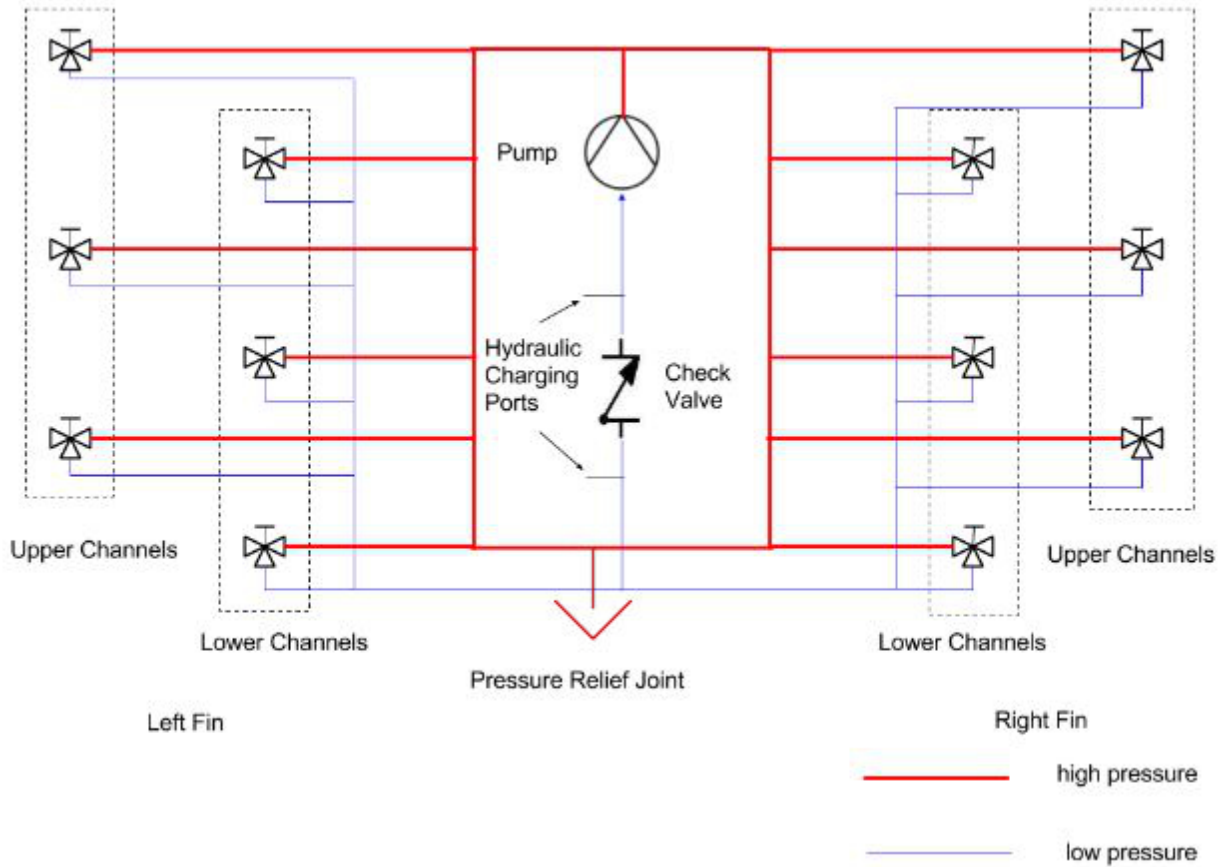 Pump
Hydraulic
Charging
Ports
Check
Valve
Upper Channels
Upper Channels
Lower Channels
Lower Channels
Pressure Relief Joint
Left Fin
Right Fin
high pressure
low pressure